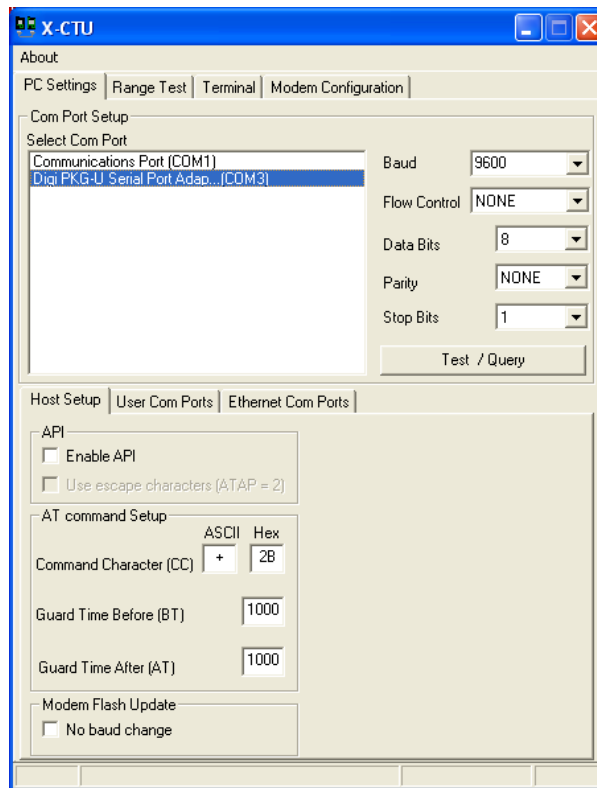 X-CTU
About
PC Settings Range Test Terminal Modem Configuration
Com Port Setup
Select Com Port
Communications Port (COM1)
Digi PKG-U Serial Port Adap...(COM3)
Baud 9600
Flow Control NONE
Data Bits 8
Parity NONE
Stop Bits 1
Test / Query
Host Setup User Com Ports Ethernet Com Ports
API
Enable API
Use escape characters (ATAP = 2)
AT command Setup
ASCII Hex
Command Character (CC) + 2B
Guard Time Before (BT) 1000
Guard Time After (AT) 1000
Modem Flash Update
No baud change